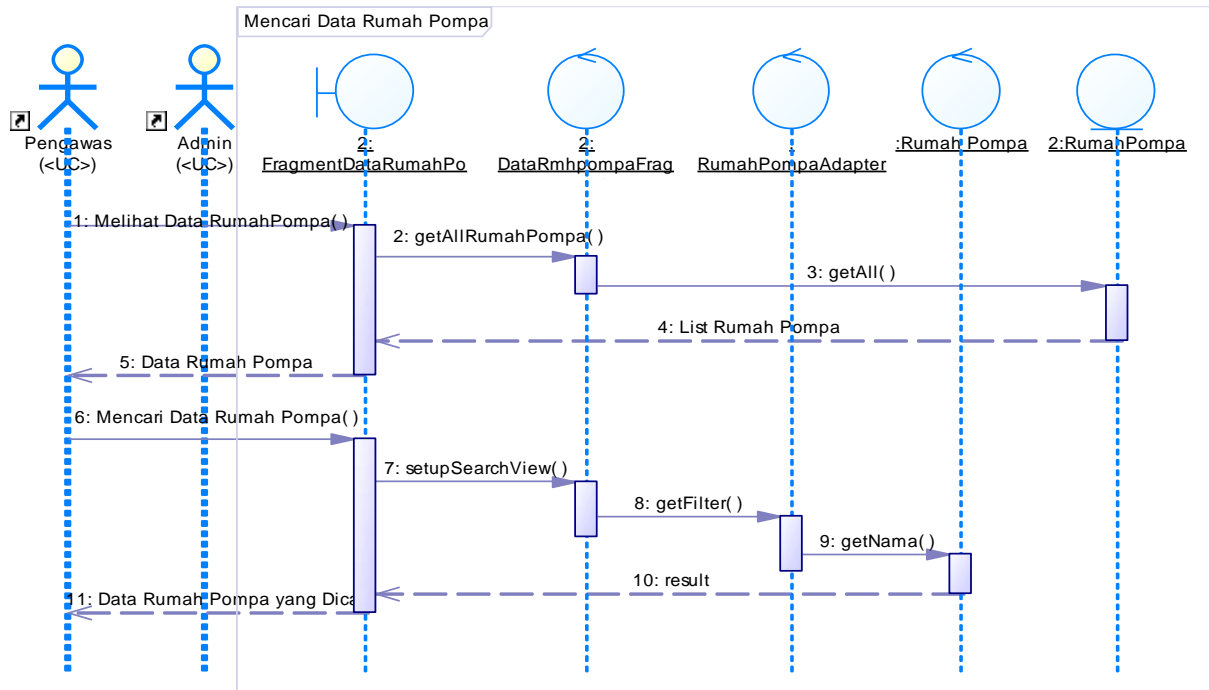 Mencari Data Rumah Pompa
Pengawas
(<UC>)
Admin
(<UC>)
2:
FragmentDataRumahPo
2:
DataRmhpompaFrag
:
RumahPompaAdapter
:Rumah Pompa
2:RumahPompa
1: Melihat Data RumahPompa( )
2: getAllRumahPompa( )
3: getAll( )
4: List Rumah Pompa
5: Data Rumah Pompa
6: Mencari Data Rumah Pompa( )
7: setupSearchView( )
8: getFilter( )
9: getNama( )
10: result
11: Data Rumah Pompa yang Dica